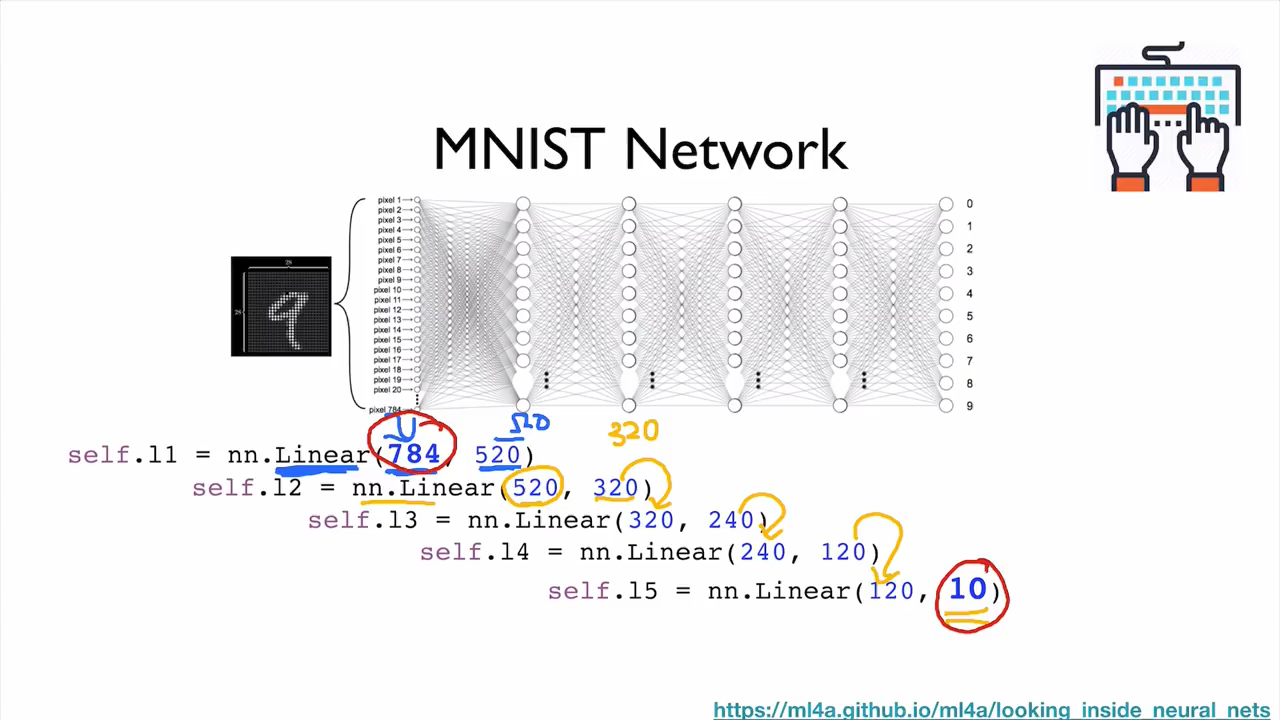 MNIST Network
28
28
pixel 1
pixel 2
pixel 3
pixel 4
pixel 5
pixel 6
pixel 7
pixel 8
pixel 9
pixel 10
pixel 11
pixel 12
pixel 13
pixel 14
pixel 15
pixel 16
pixel 17
pixel 18
pixel 19
pixel 20
pixel 784
0
1
2
3
4
5
6
7
8
9
520
320
self.l1 = nn.Linear(784, 520)
self.l2 = nn.Linear(520, 320)
self.l3 = nn.Linear(320, 240)
self.l4 = nn.Linear(240, 120)
self.l5 = nn.Linear(120, 10)
https://ml4a.github.io/ml4a/looking_inside_neural_nets